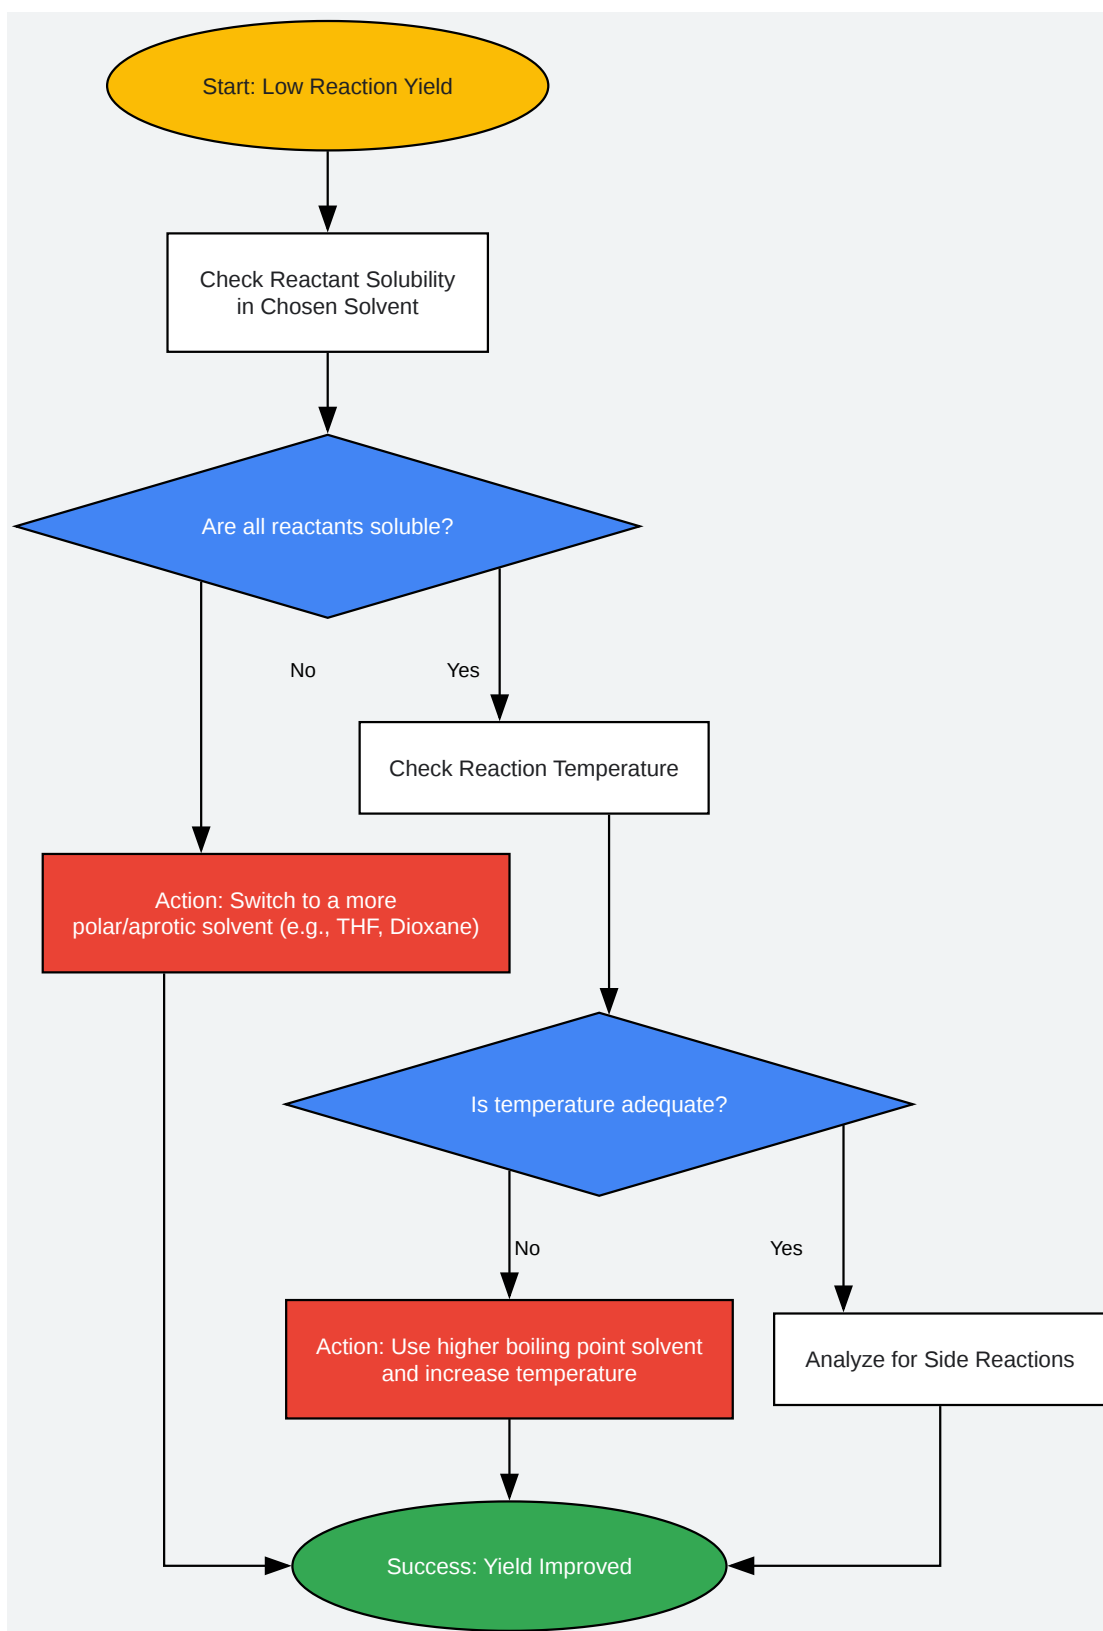 Start: Low Reaction Yield
Check Reactant Solubility
in Chosen Solvent
Are all reactants soluble?
No
Yes
Check Reaction Temperature
Action: Switch to a more
polar/aprotic solvent (e.g., THF, Dioxane)
Is temperature adequate?
No
Yes
Action: Use higher boiling point solvent
and increase temperature
Analyze for Side Reactions
Success: Yield Improved